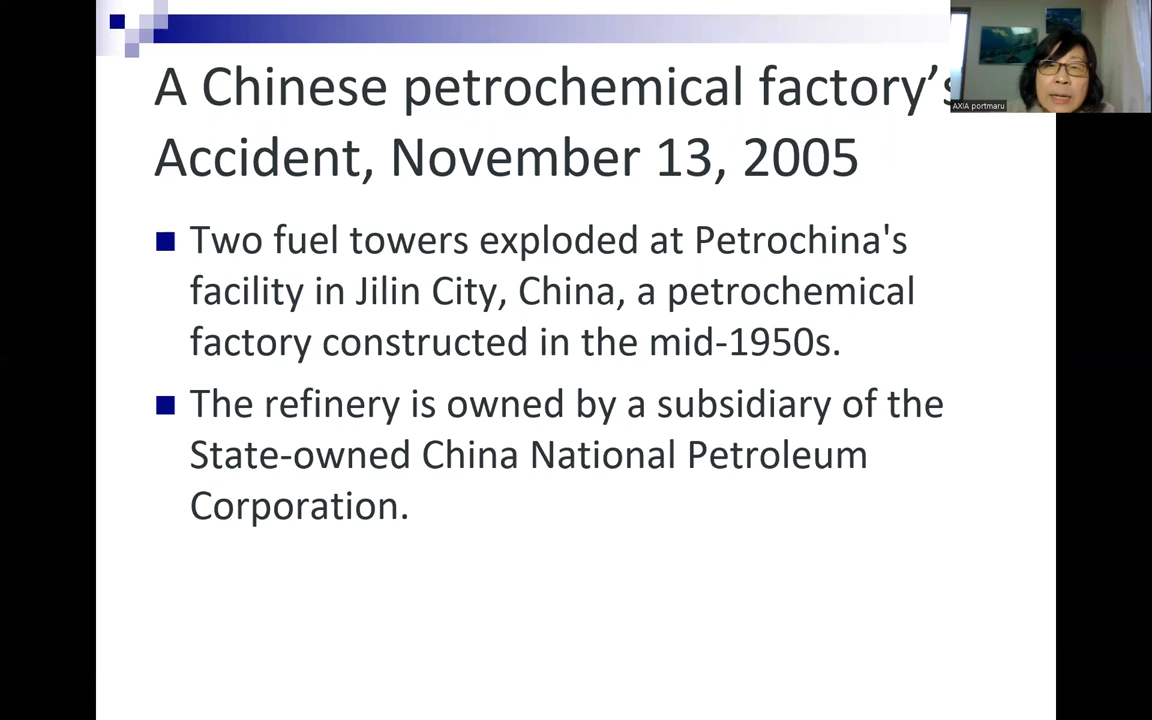 A Chinese petrochemical factory's
Accident, November 13, 2005
AXIA portmaru
Two fuel towers exploded at Petrochina's
facility in Jilin City, China, a petrochemical
factory constructed in the mid-1950s.
The refinery is owned by a subsidiary of the
State-owned China National Petroleum
Corporation.